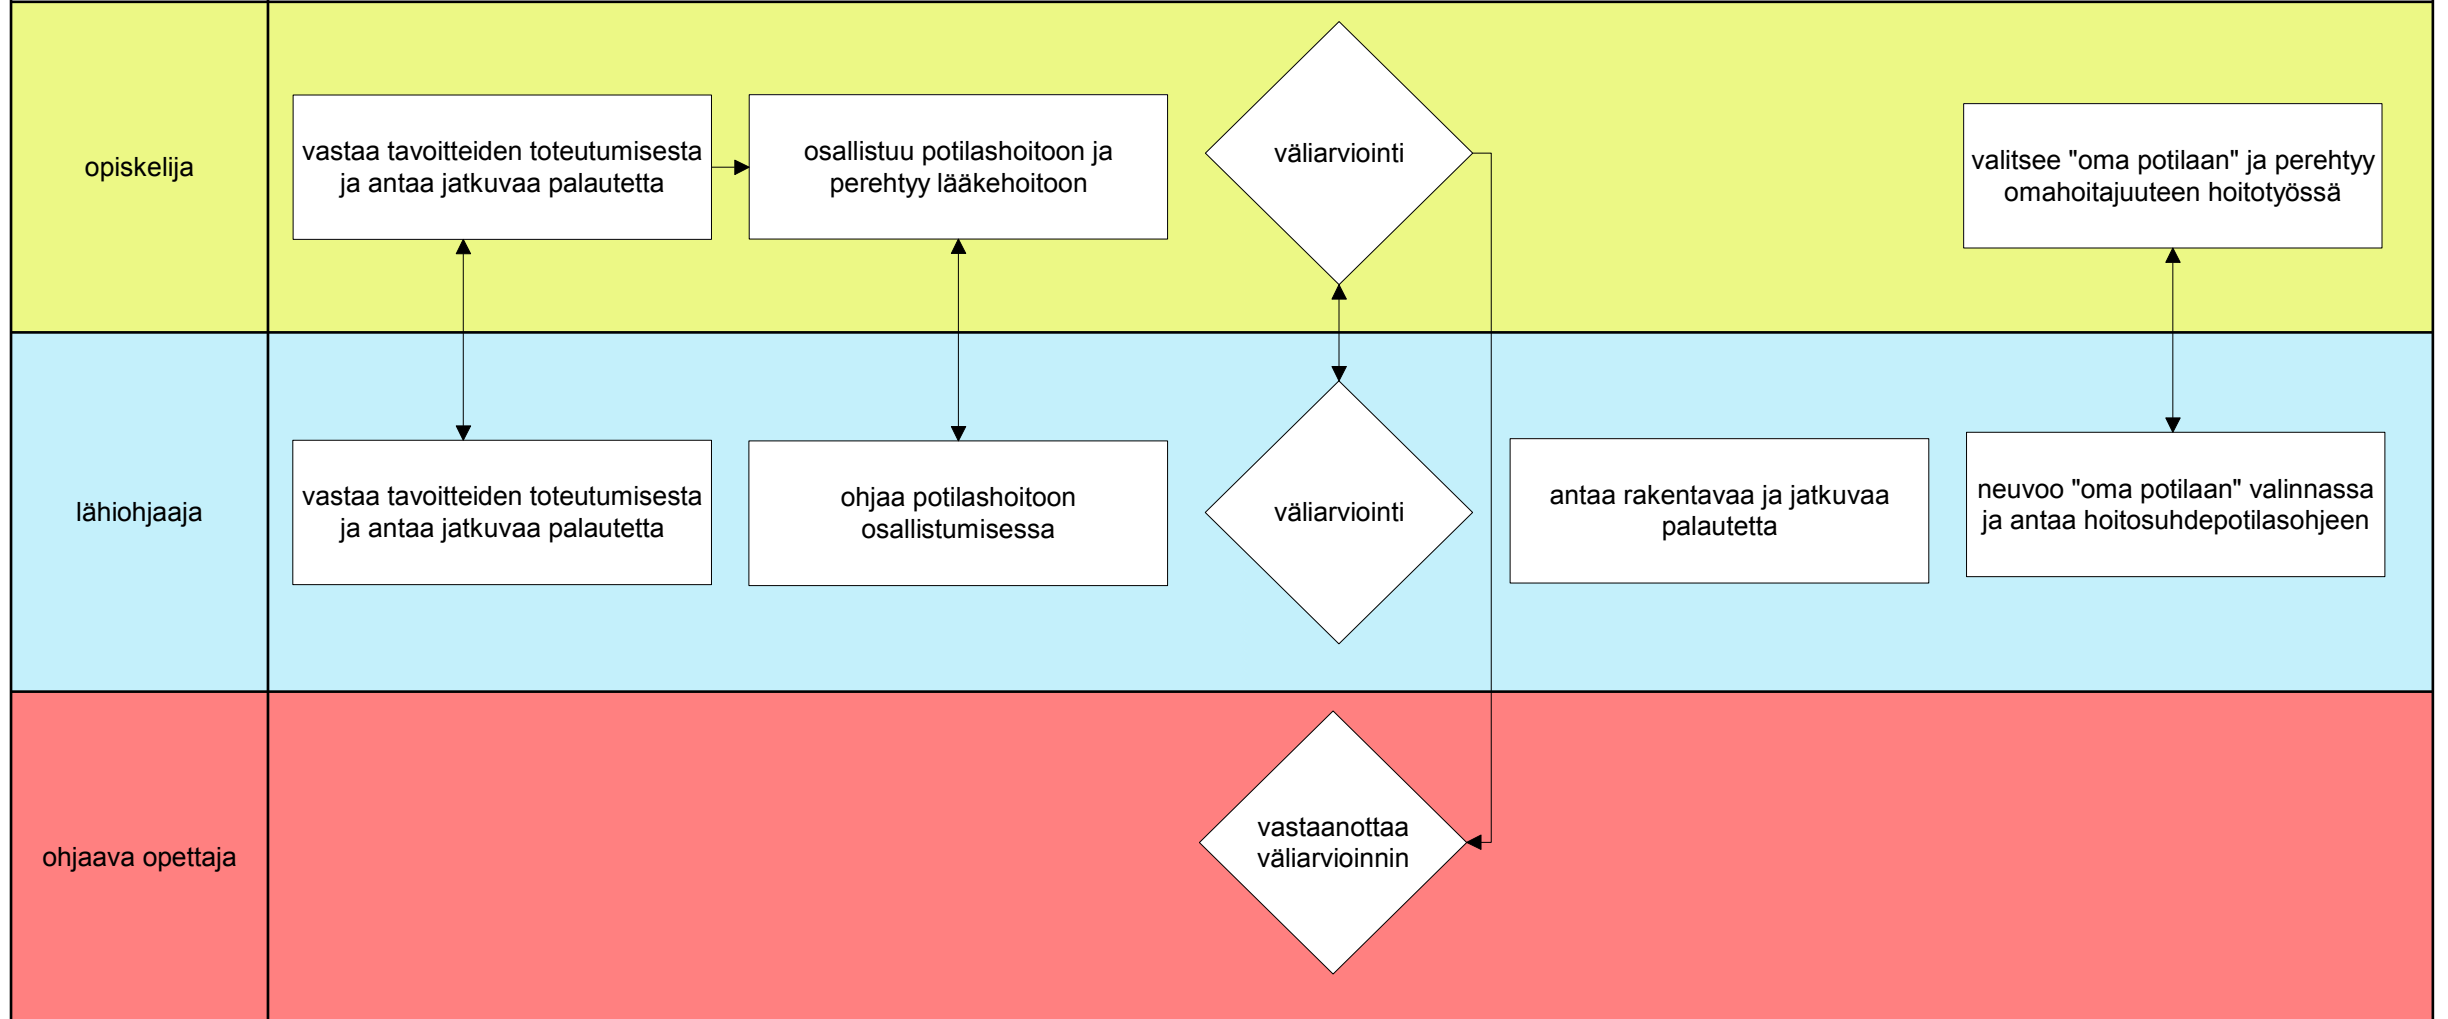 opiskelija
vastaa tavoitteiden toteutumisesta
ja antaa jatkuvaa palautetta
osallistuu potilashoitoon ja
perehtyy lääkehoitoon
väliarviointi
valitsee "oma potilaan" ja perehtyy
omahoitajuuteen hoitotyössä
lähiohjaaja
vastaa tavoitteiden toteutumisesta
ja antaa jatkuvaa palautetta
ohjaa potilashoitoon
osallistumisessa
väliarviointi
antaa rakentavaa ja jatkuvaa
palautetta
neuvoo "oma potilaan" valinnassa
ja antaa hoitosuhdepotilasohjeen
ohjaava opettaja
vastaanottaa
väliarvioinnin